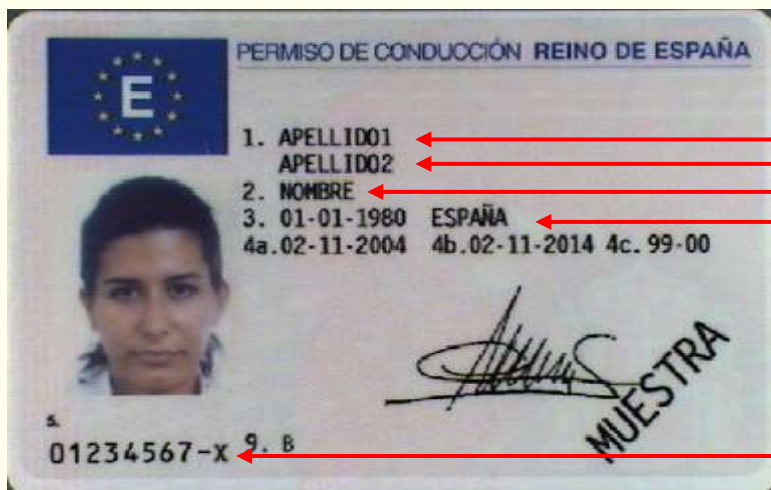 E
PERMISO DE CONDUCCIÓN REINO DE ESPAÑA
1. APELLIDO1
APELLIDO2
2. NOMBRE
3. 01-01-1980 ESPAÑA
4a.02-11-2004 4b.02-11-2014 4c.99-00
MUESTRA
5.
01234567-X 9. B